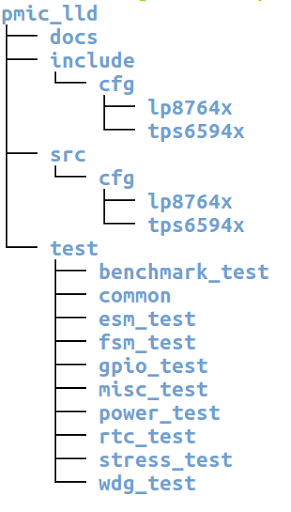 pmic_lld
docs
include
cfg
lp8764x
tps6594x
src
cfg
lp8764x
tps6594x
test
benchmark_test
common
esm_test
fsm_test
gpio_test
misc_test
power_test
rtc_test
stress_test
wdg_test